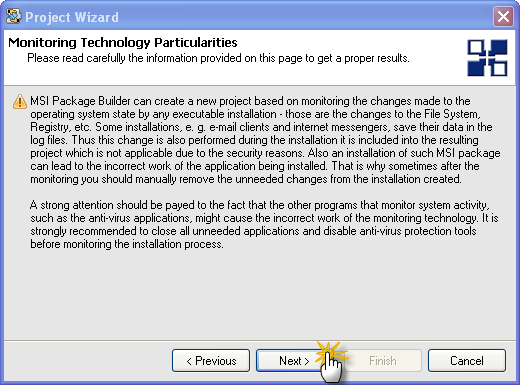 Project Wizard
Monitoring Technology Particularities
Please read carefully the information provided on this page to get a proper results.
MSI Package Builder can create a new project based on monitoring the changes made to the
operating system state by any executable installation - those are the changes to the File System,
Registry, etc. Some installations, e. g. e-mail clients and internet messengers, save their data in the
log files. Thus this change is also performed during the installation it is included into the resulting
project which is not applicable due to the security reasons. Also an installation of such MSI package
can lead to the incorrect work of the application being installed. That is why sometimes after the
monitoring you should manually remove the unneeded changes from the installation created.
A strong attention should be payed to the fact that the other programs that monitor system activity,
such as the anti-virus applications, might cause the incorrect work of the monitoring technology. It is
strongly recommended to close all unneeded applications and disable anti-virus protection tools
before monitoring the installation process.
< Previous
Next >
Finish
Cancel